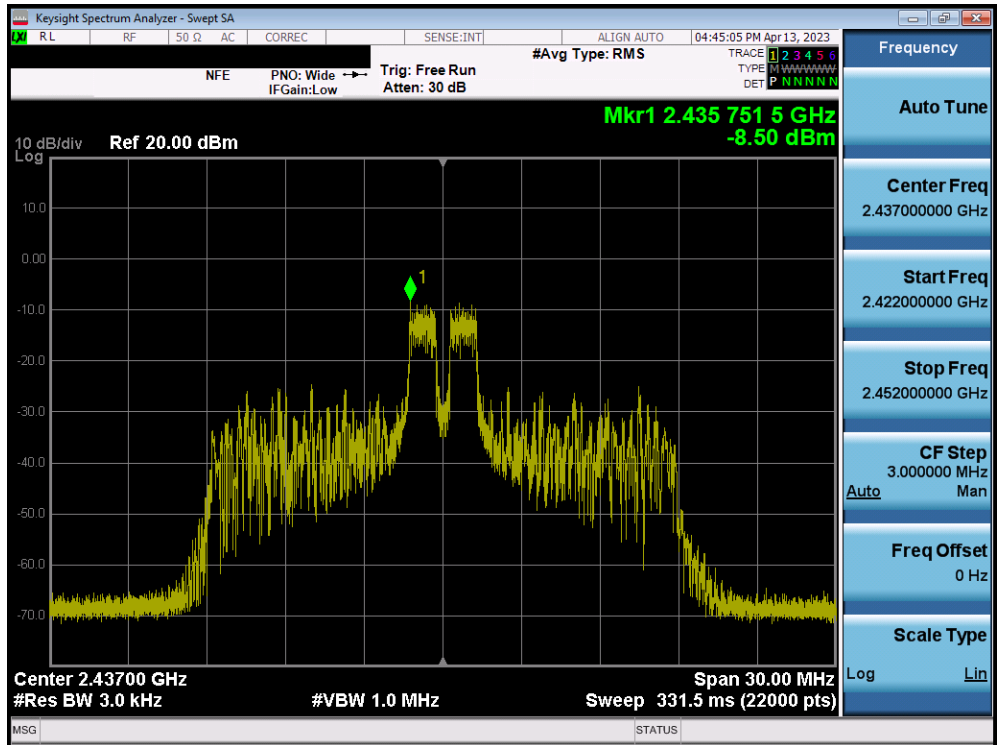 Keysight Spectrum Analyzer - Swept SA
LXI RL RF 50 Ω AC CORREC SENSE:INT ALIGN AUTO 04:45:05 PM Apr 13, 2023
#Avg Type: RMS TRACE 1 2 3 4 5 6
NFE PNO: Wide Trig: Free Run TYPE M W W W W W
IFGain:Low Atten: 30 dB DET P N N N N N
Mkr1 2.435 751 5 GHz
-8.50 dBm
10 dB/div Ref 20.00 dBm
Log
10.0
0.00
1
-10.0
-20.0
-30.0
-40.0
-50.0
-60.0
-70.0
Center 2.43700 GHz Span 30.00 MHz
#Res BW 3.0 kHz #VBW 1.0 MHz Sweep 331.5 ms (22000 pts)
MSG STATUS
Frequency
Auto Tune
Center Freq
2.437000000 GHz
Start Freq
2.422000000 GHz
Stop Freq
2.452000000 GHz
CF Step
3.000000 MHz
Auto Man
Freq Offset
0 Hz
Scale Type
Log Lin